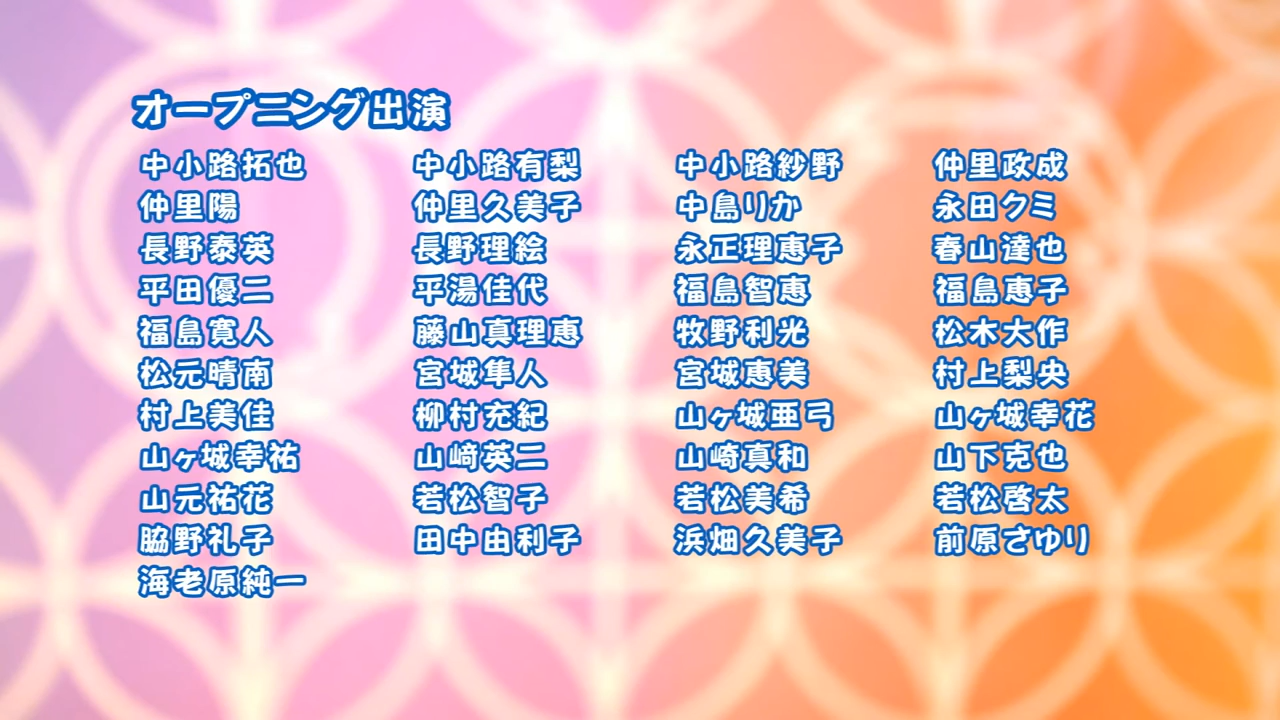 オープニング出演
中小路拓也 中小路有梨 中小路紗野 仲里政成
仲里陽 仲里久美子 中島りか 永田クミ
長野泰英 長野理絵 永正理恵子 春山達也
平田優二 平湯佳代 福島智恵 福島恵子
福島寛人 藤山真理恵 牧野利光 松木大作
松元晴南 宮城隼人 宮城恵美 村上梨央
村上美佳 柳村充紀 山ヶ城亜弓 山ヶ城幸花
山ヶ城幸祐 山﨑英二 山崎真和 山下克也
山元祐花 若松智子 若松美希 若松啓太
脇野礼子 田中由利子 浜畑久美子 前原さゆり
海老原純一